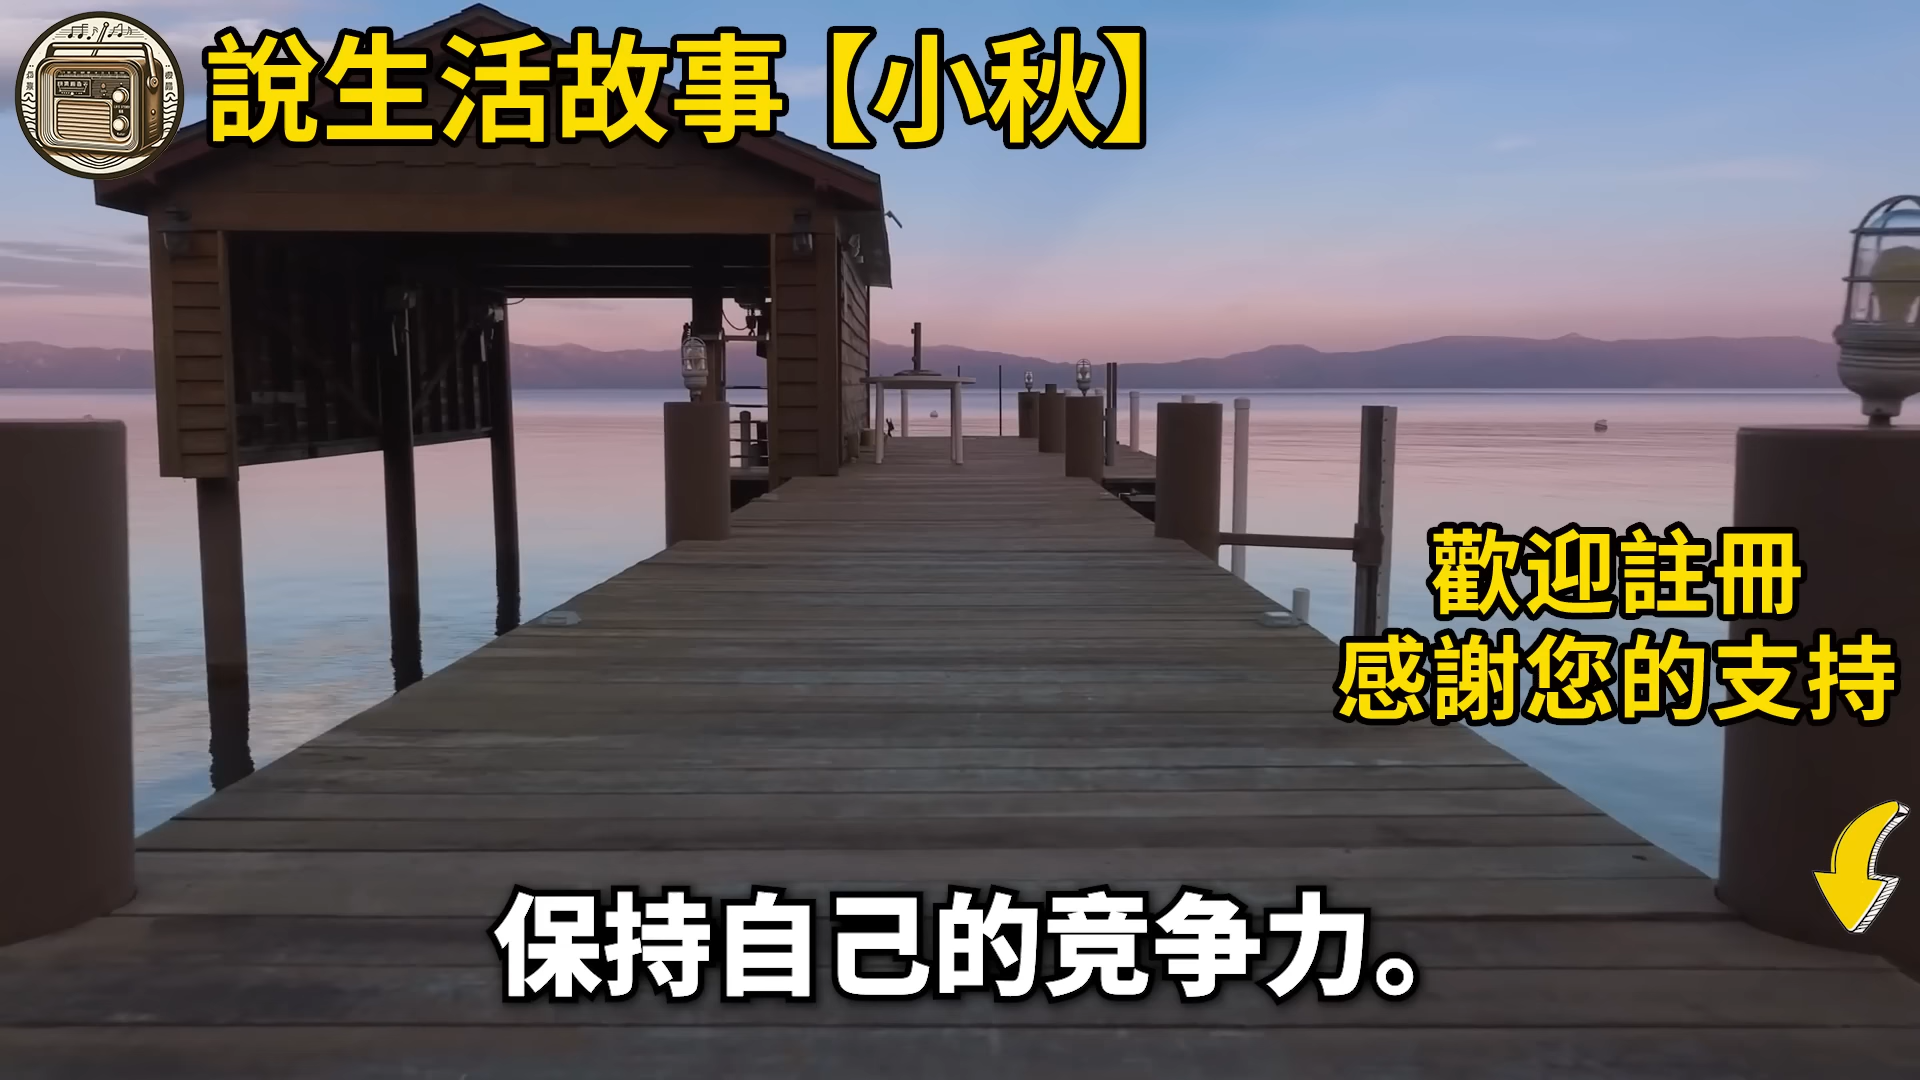 說生活故事【小秋】
歡迎註冊
感謝您的支持
保持自己的竞争力。